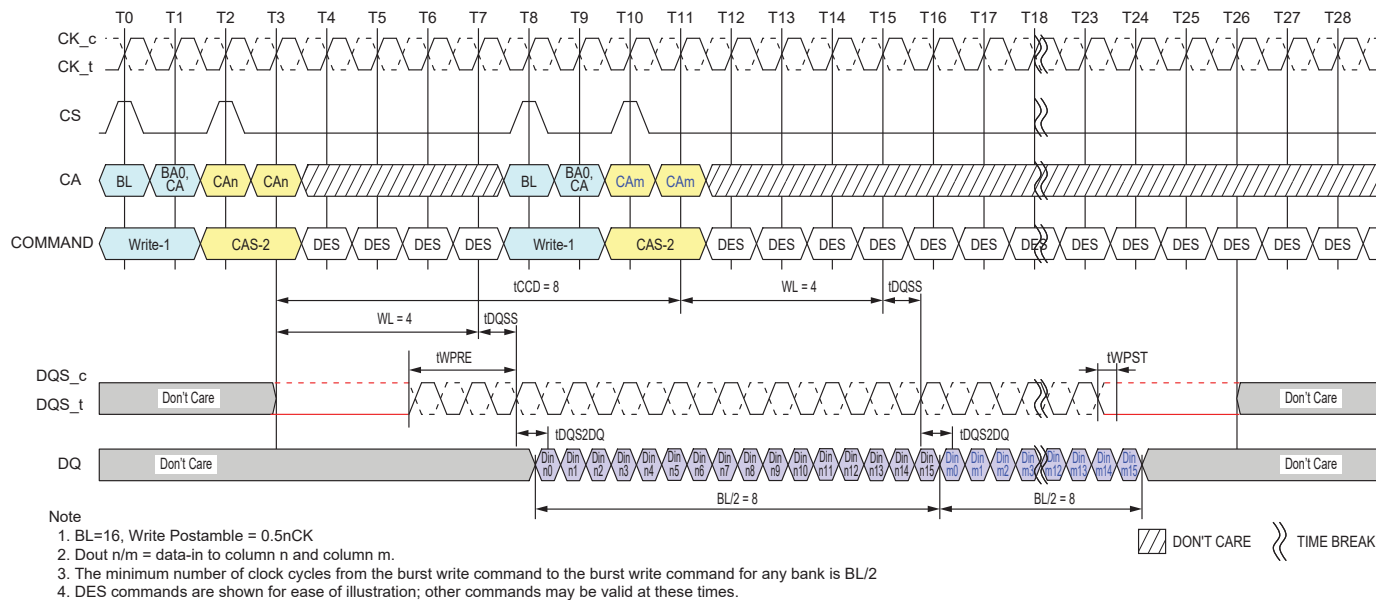 T0 T1 T2 T3 T4 T5 T6 T7 T8 T9 T10 T11 T12 T13 T14 T15 T16 T17 T18 T23 T24 T25 T26 T27 T28
CK_c
CK_t
CS
CA BL BA0, CA CAn CAn BL BA0, CA CAm CAm
COMMAND Write-1 CAS-2 DES DES DES DES Write-1 CAS-2 DES DES DES DES DES DES DES DES DES DES DES DES DES
tCCD = 8 WL = 4 tDQSS
WL = 4 tDQSS
tWPRE tWPST
DQS_c
DQS_t Don't Care Don't Care
tDQS2DQ tDQS2DQ
DQ Don't Care Din n0 Din n1 Din n2 Din n3 Din n4 Din n5 Din n6 Din n7 Din n8 Din n9 Din n10 Din n11 Din n12 Din n13 Din n14 Din n15 Din m0 Din m1 Din m2 Din m3 Din m12 Din m13 Din m14 Din m15 Don't Care
BL/2 = 8 BL/2 = 8
Note
1. BL=16, Write Postamble = 0.5nCK
2. Dout n/m = data-in to column n and column m.
3. The minimum number of clock cycles from the burst write command to the burst write command for any bank is BL/2
4. DES commands are shown for ease of illustration; other commands may be valid at these times.
DON'T CARE TIME BREAK